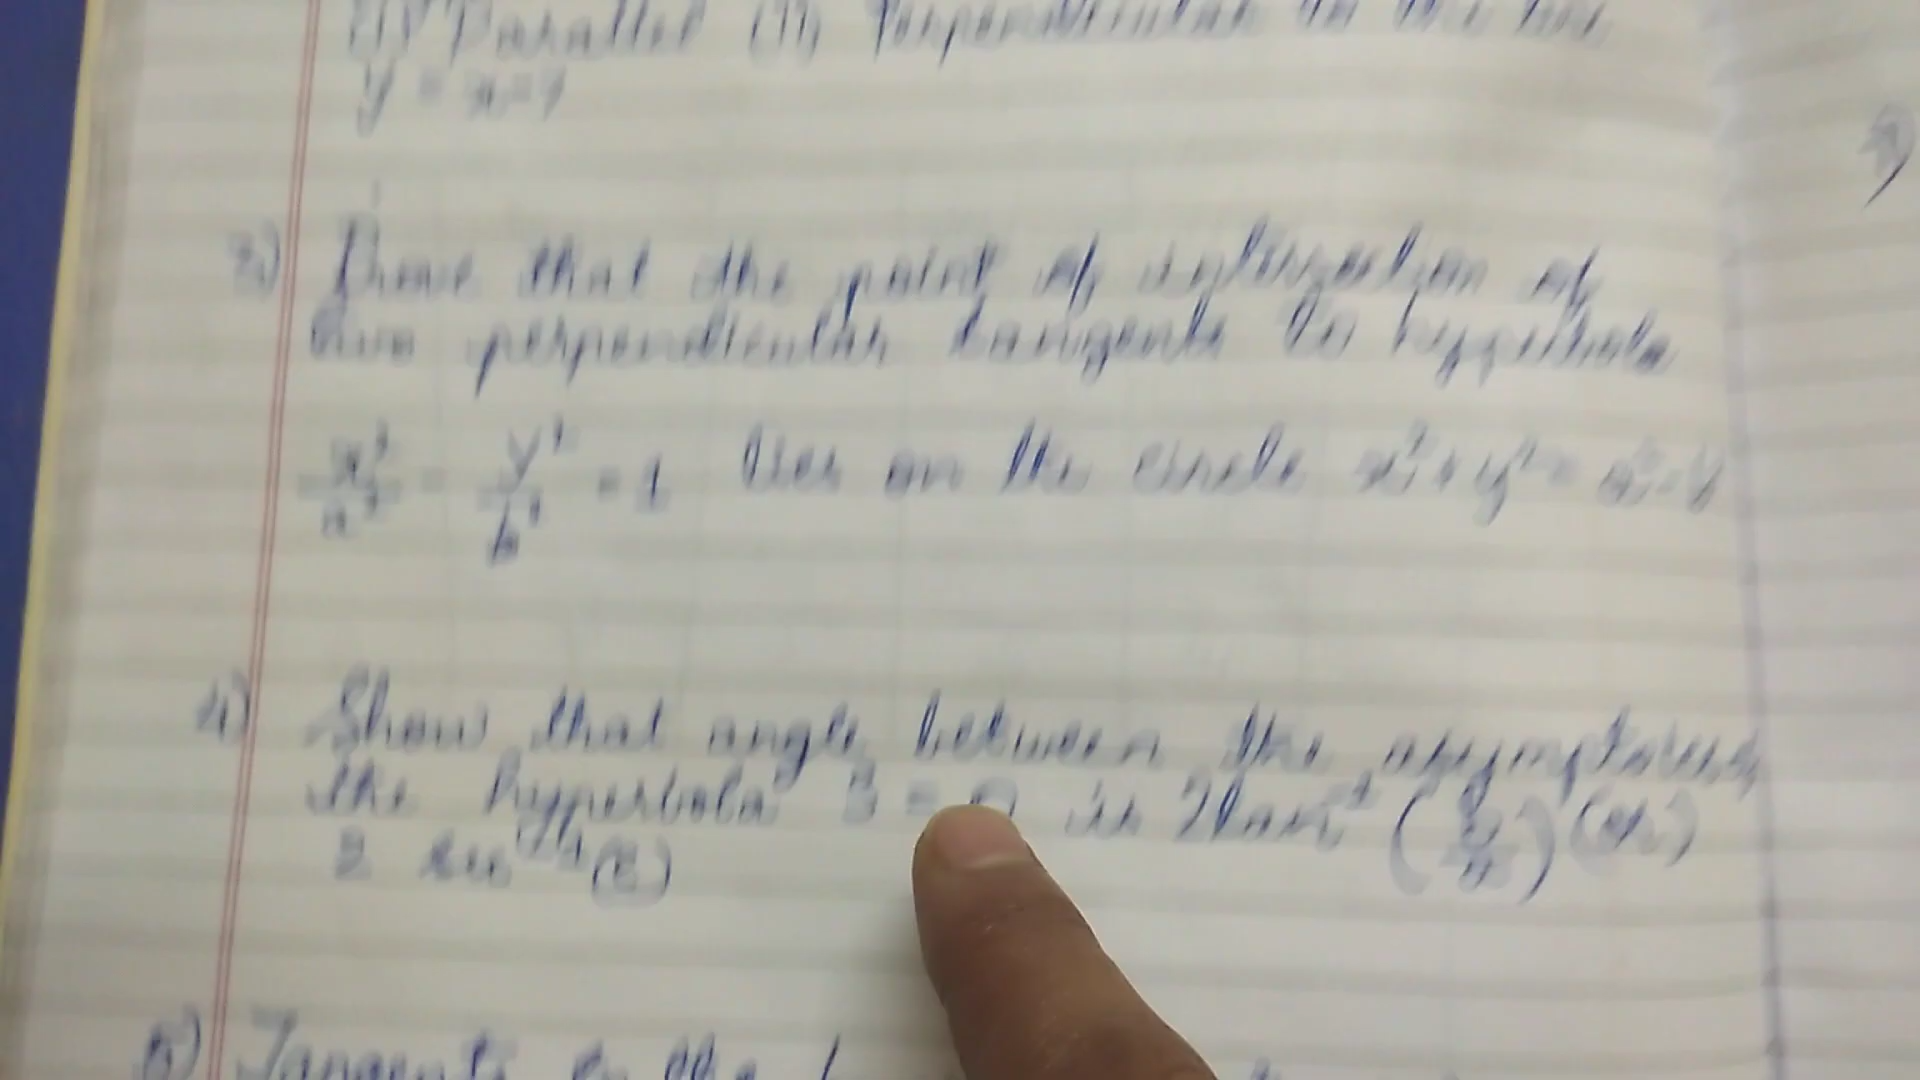 (i) Parallel (ii) Perpendicular to the line
y = x-7
3) Prove that the point of intersection of
two perpendicular tangents to hyperbola
x²/a² - y²/b² = 1 lies on the circle x² + y² = a² - b
4) Show that angle between the asymptotes
the hyperbola S = 0 is 2tan⁻¹ (b/a) (or)
2 sec⁻¹(e)
5) Tangents to the